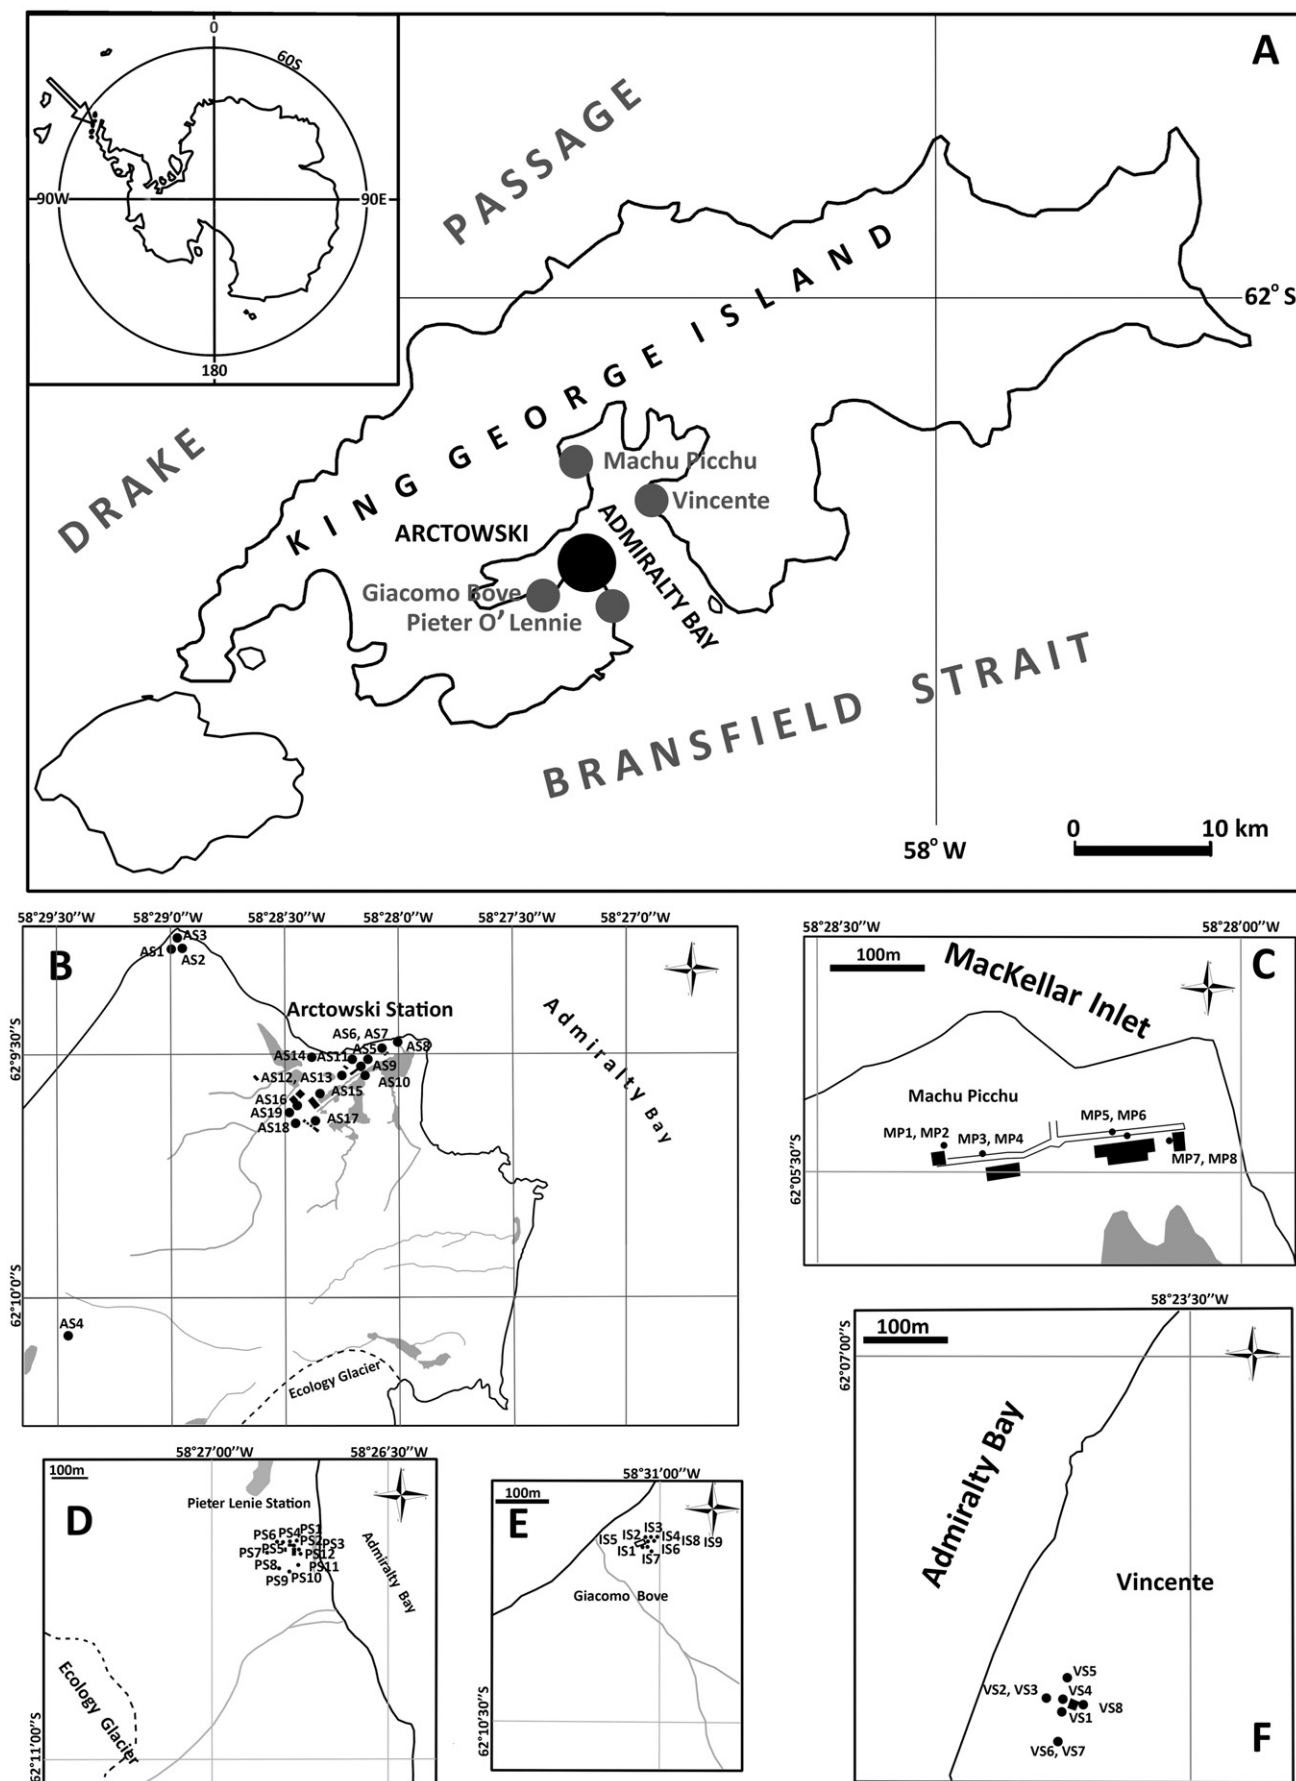 A
0
60S
90W
90E
180
DRAKE PASSAGE
KING GEORGE ISLAND
62° S
Machu Picchu
Vincente
ARCTOWSKI
ADMIRALTY BAY
Giacomo Bove
Pieter O' Lennie
BRANSFIELD STRAIT
58° W
0 10 km
B
58°29'30''W 58°29'0''W 58°28'30''W 58°28'0''W 58°27'30''W 58°27'0''W
62°9'30''S
62°10'0''S
AS3
AS1
AS2
Arctowski Station
Admiralty Bay
AS6, AS7
AS8
AS14
AS11
AS5
AS9
AS12, AS13
AS10
AS15
AS16
AS19
AS17
AS18
AS4
Ecology Glacier
C
58°28'30''W 58°28'00''W
100m
MacKellar Inlet
Machu Picchu
MP1, MP2
MP3, MP4
MP5, MP6
MP7, MP8
62°05'30''S
D
58°27'00''W 58°26'30''W
100m
Pieter Lenie Station
PS1
PS6
PS4
PS2
PS3
PS5
PS7
PS12
PS8
PS11
PS9
PS10
Admiralty Bay
Ecology Glacier
62°11'00''S
E
58°31'00''W
100m
IS3
IS5
IS2
IS4
IS8
IS9
IS1
IS6
IS7
Giacomo Bove
62°10'30''S
F
58°23'30''W
100m
62°07'00''S
Admiralty Bay
Vincente
VS5
VS2, VS3
VS4
VS8
VS1
VS6, VS7